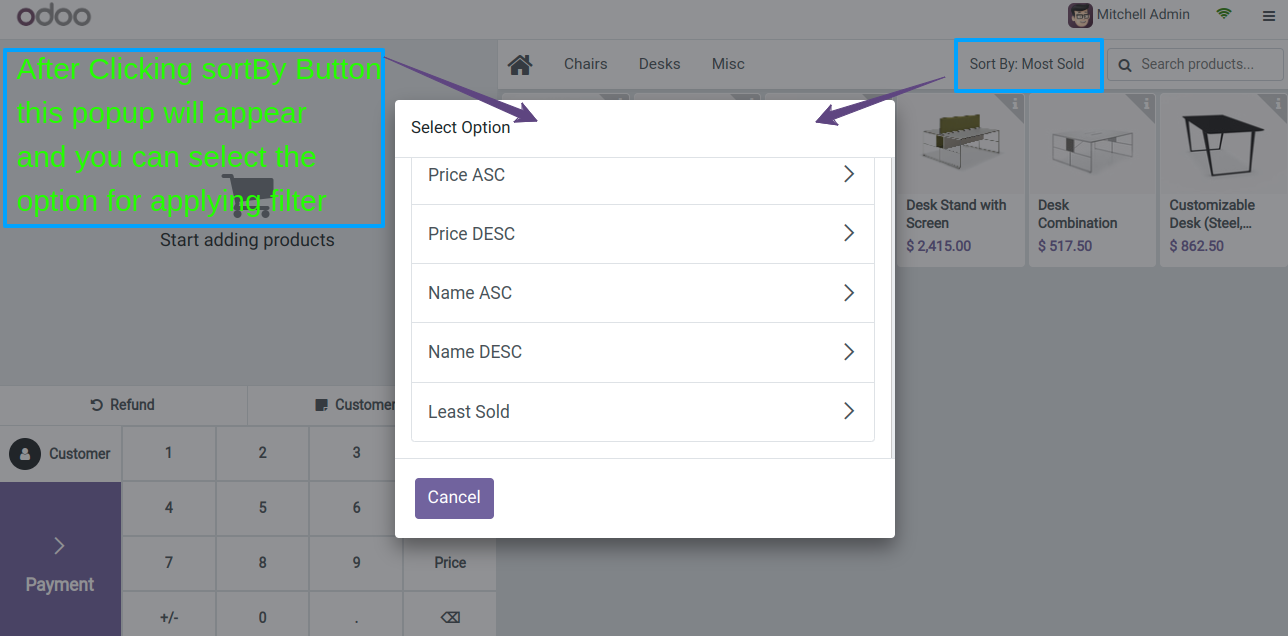 odoo
Mitchell Admin
After Clicking sortBy Button
this popup will appear
and you can select the
option for applying filter
Start adding products
Chairs
Desks
Misc
Sort By: Most Sold
Search products...
Select Option
Price ASC
Price DESC
Name ASC
Name DESC
Least Sold
Cancel
Desk Stand with
Screen
$ 2,415.00
Desk
Combination
$ 517.50
Customizable
Desk (Steel,...
$ 862.50
Refund
Customer
Customer
1
2
3
4
5
6
7
8
9
Price
+/-
0
.
Payment